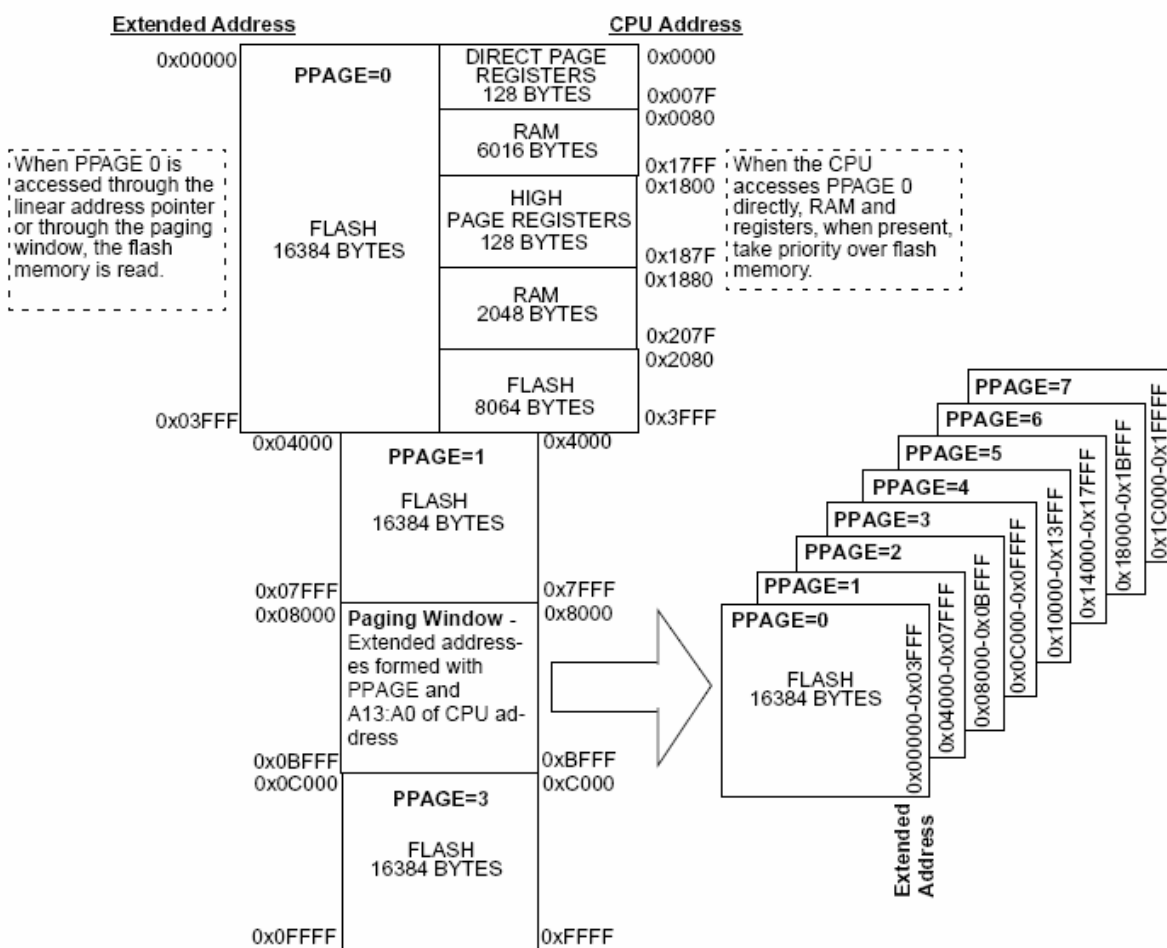 Extended Address
CPU Address
0x00000
PPAGE=0
FLASH
16384 BYTES
0x03FFF
When PPAGE 0 is
accessed through the
linear address pointer
or through the paging
window, the flash
memory is read.
DIRECT PAGE
REGISTERS
128 BYTES
0x0000
0x007F
RAM
6016 BYTES
0x0080
0x17FF
HIGH
PAGE REGISTERS
128 BYTES
0x1800
0x187F
RAM
2048 BYTES
0x1880
0x207F
FLASH
8064 BYTES
0x2080
0x3FFF
When the CPU
accesses PPAGE 0
directly, RAM and
registers, when present,
take priority over flash
memory.
0x04000
0x4000
PPAGE=1
FLASH
16384 BYTES
0x07FFF
0x7FFF
0x08000
0x8000
Paging Window -
Extended address-
es formed with
PPAGE and
A13:A0 of CPU ad-
dress
0x0BFFF
0xBFFF
0x0C000
0xC000
PPAGE=3
FLASH
16384 BYTES
0x0FFFF
0xFFFF
PPAGE=7
PPAGE=6
PPAGE=5
PPAGE=4
PPAGE=3
PPAGE=2
PPAGE=1
PPAGE=0
FLASH
16384 BYTES
0x00000-0x03FFF
0x04000-0x07FFF
0x08000-0x0BFFF
0x0C000-0x0FFFF
0x10000-0x13FFF
0x14000-0x17FFF
0x18000-0x1BFFF
0x1C000-0x1FFFF
Extended
Address